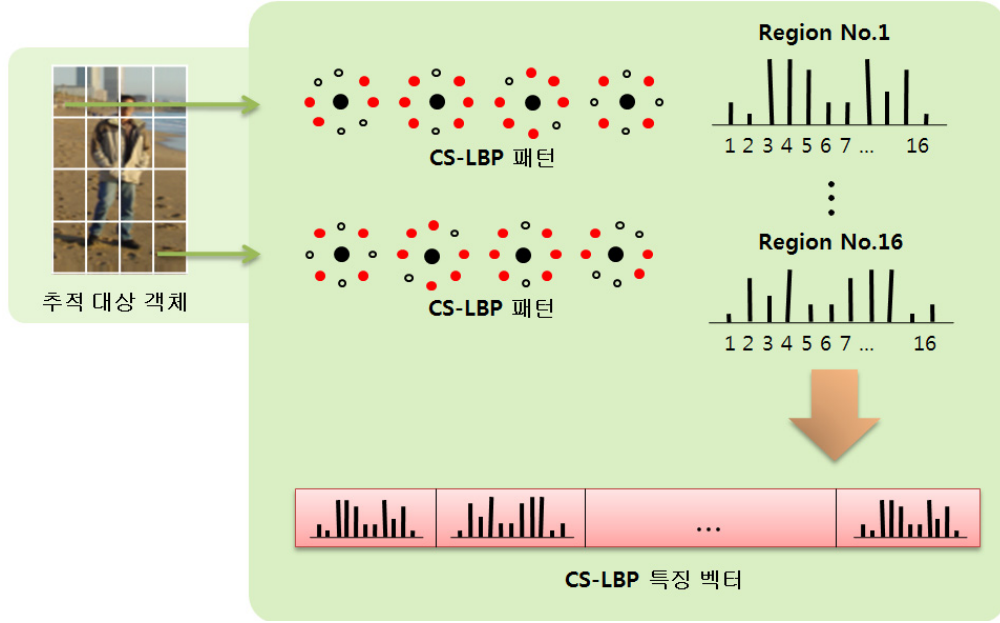 Region No.1
CS-LBP 패턴
1 2 3 4 5 6 7 ... 16
Region No.16
추적 대상 객체
CS-LBP 패턴
1 2 3 4 5 6 7 ... 16
...
CS-LBP 특징 벡터